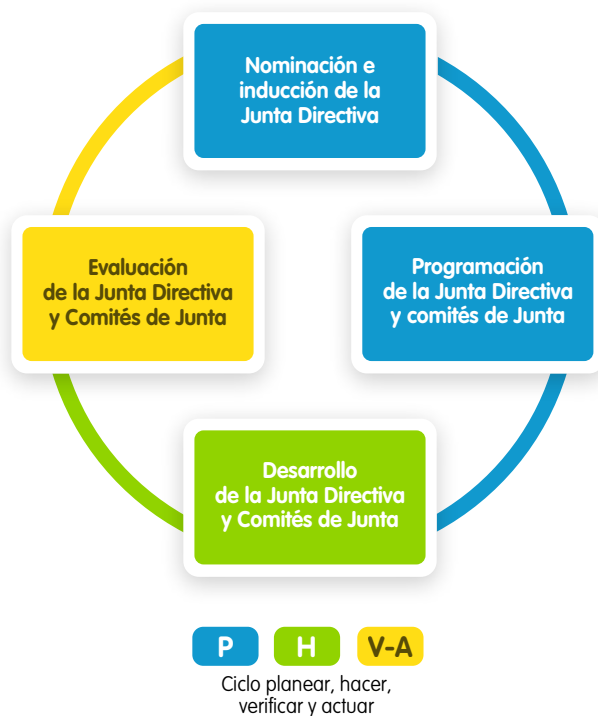 Nominación e
inducción de la
Junta Directiva
Evaluación
de la Junta Directiva
y Comités de Junta
Programación
de la Junta Directiva
y comités de Junta
Desarrollo
de la Junta Directiva
y Comités de Junta
P H V-A
Ciclo planear, hacer,
verificar y actuar